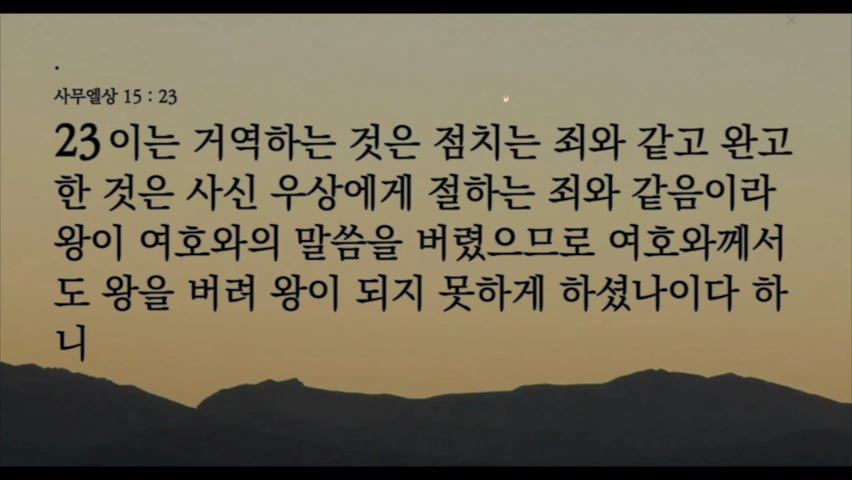 사무엘상 15 : 23
23 이는 거역하는 것은 점치는 죄와 같고 완고
한 것은 사신 우상에게 절하는 죄와 같음이라
왕이 여호와의 말씀을 버렸으므로 여호와께서
도 왕을 버려 왕이 되지 못하게 하셨나이다 하
니